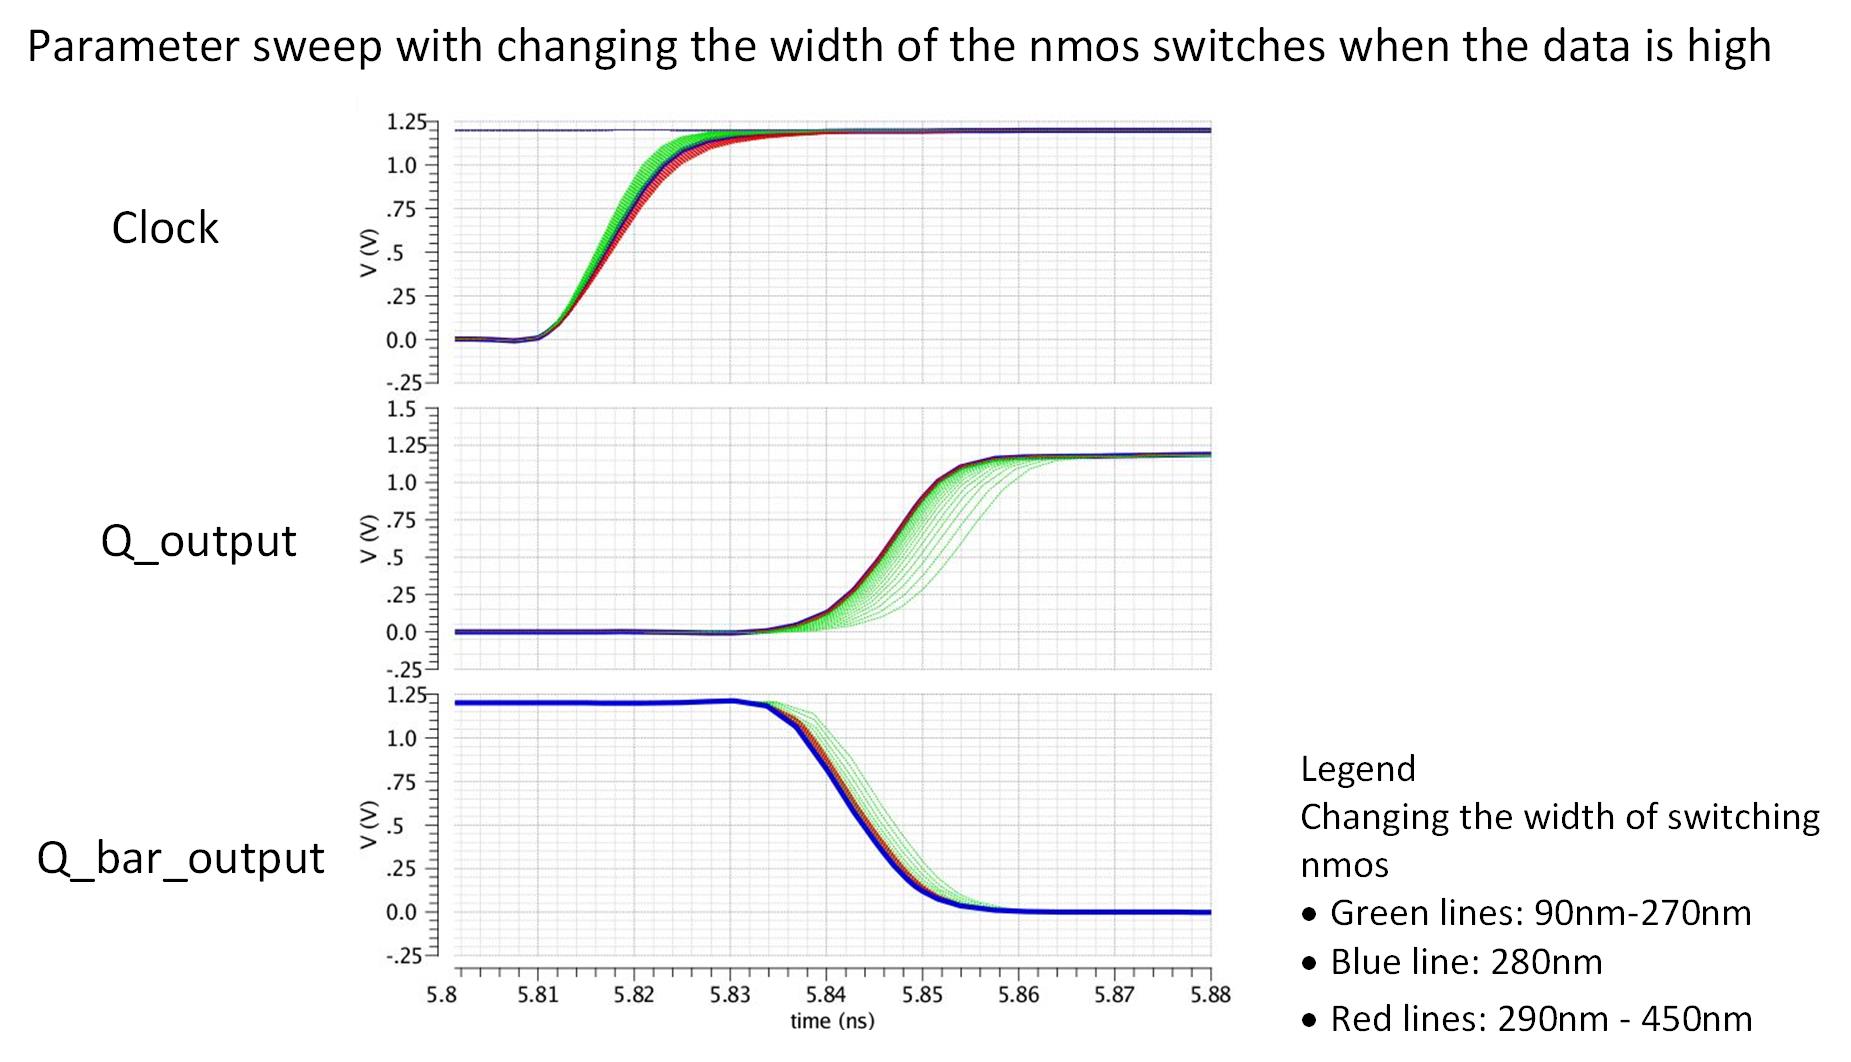 Parameter sweep with changing the width of the nmos switches when the data is high
Clock
V (V)
1.25
1.0
.75
.5
.25
0.0
-.25
Q_output
V (V)
1.5
1.25
1.0
.75
.5
.25
0.0
-.25
Q_bar_output
V (V)
1.25
1.0
.75
.5
.25
0.0
-.25
5.8 5.81 5.82 5.83 5.84 5.85 5.86 5.87 5.88
time (ns)
Legend
Changing the width of switching
nmos
• Green lines: 90nm-270nm
• Blue line: 280nm
• Red lines: 290nm - 450nm